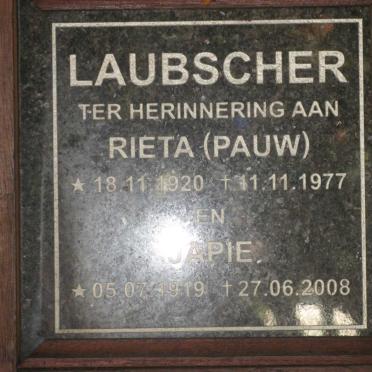 LAUBSCHER
TER HERINNERING AAN
RIETA (PAUW)
★ 18.11.1920 † 11.11.1977
EN
JAPIE
★ 05.07.1919 † 27.06.2008